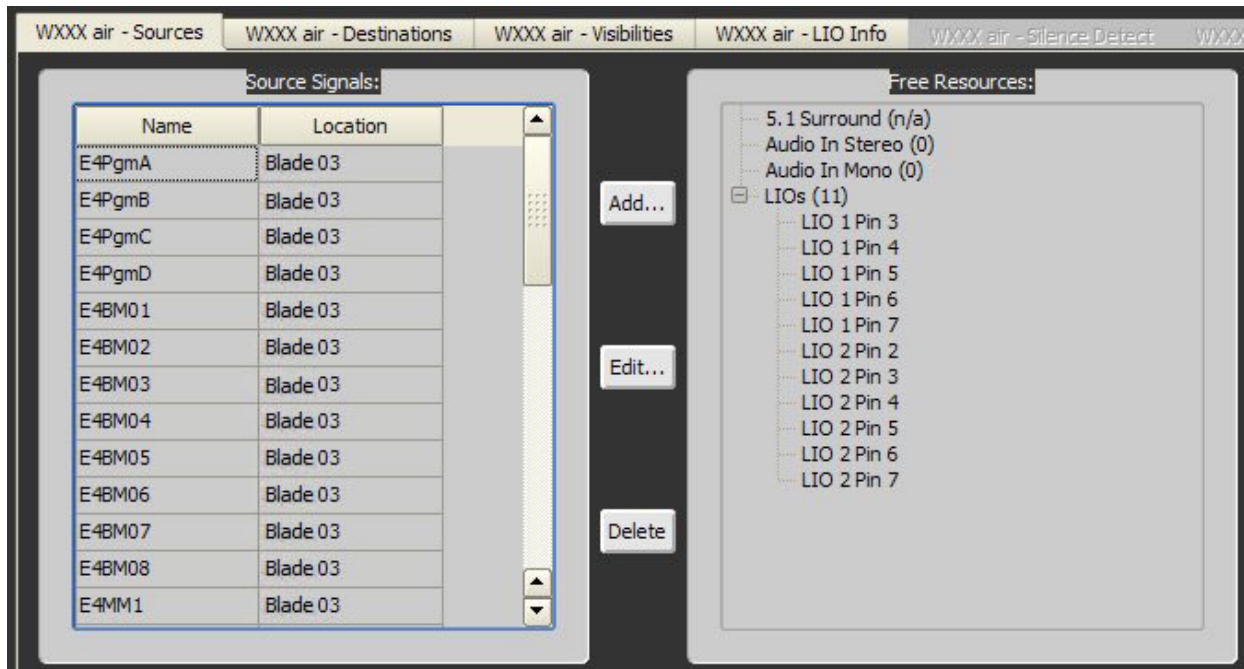 WXXX air - Sources WXXX air - Destinations WXXX air - Visibilities WXXX air - LIO Info WXXX air - Silence Detect WXXX
Source Signals:
Name Location
E4PgmA Blade 03
E4PgmB Blade 03
E4PgmC Blade 03
E4PgmD Blade 03
E4BM01 Blade 03
E4BM02 Blade 03
E4BM03 Blade 03
E4BM04 Blade 03
E4BM05 Blade 03
E4BM06 Blade 03
E4BM07 Blade 03
E4BM08 Blade 03
E4MM1 Blade 03
Add...
Edit...
Delete
Free Resources:
5.1 Surround (n/a)
Audio In Stereo (0)
Audio In Mono (0)
LIOs (11)
LIO 1 Pin 3
LIO 1 Pin 4
LIO 1 Pin 5
LIO 1 Pin 6
LIO 1 Pin 7
LIO 2 Pin 2
LIO 2 Pin 3
LIO 2 Pin 4
LIO 2 Pin 5
LIO 2 Pin 6
LIO 2 Pin 7